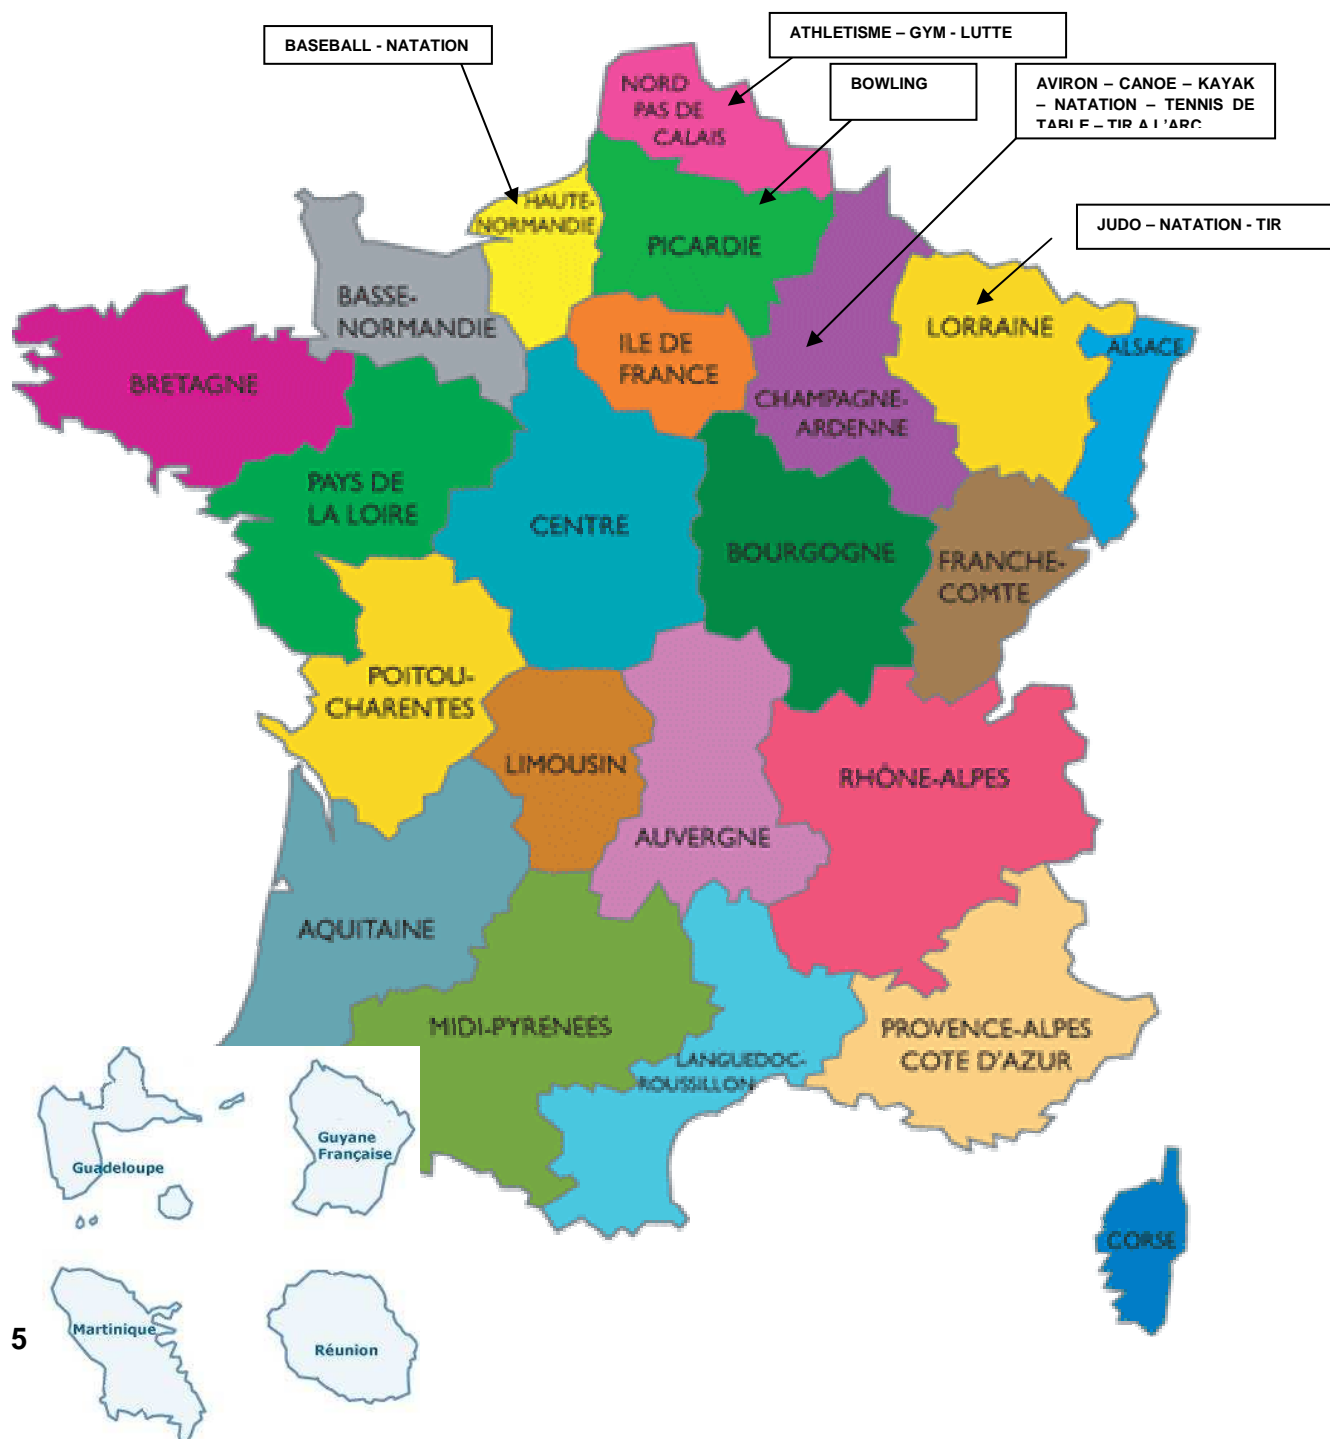 BASEBALL - NATATION
ATHLETISME – GYM - LUTTE
BOWLING
AVIRON – CANOE – KAYAK
– NATATION – TENNIS DE
TABLE – TIR A L'ARC
JUDO – NATATION - TIR
NORD
PAS DE
CALAIS
HAUTE-
NORMANDIE
PICARDIE
BASSE-
NORMANDIE
ILE DE
FRANCE
LORRAINE
ALSACE
BRETAGNE
CHAMPAGNE-
ARDENNE
PAYS DE
LA LOIRE
CENTRE
BOURGOGNE
FRANCHE-
COMTE
POITOU-
CHARENTES
LIMOUSIN
RHÔNE-ALPES
AUVERGNE
AQUITAINE
MIDI-PYRENEES
LANGUEDOC-
ROUSSILLON
PROVENCE-ALPES
COTE D'AZUR
CORSE
Guadeloupe
Guyane
Française
Martinique
Réunion
5